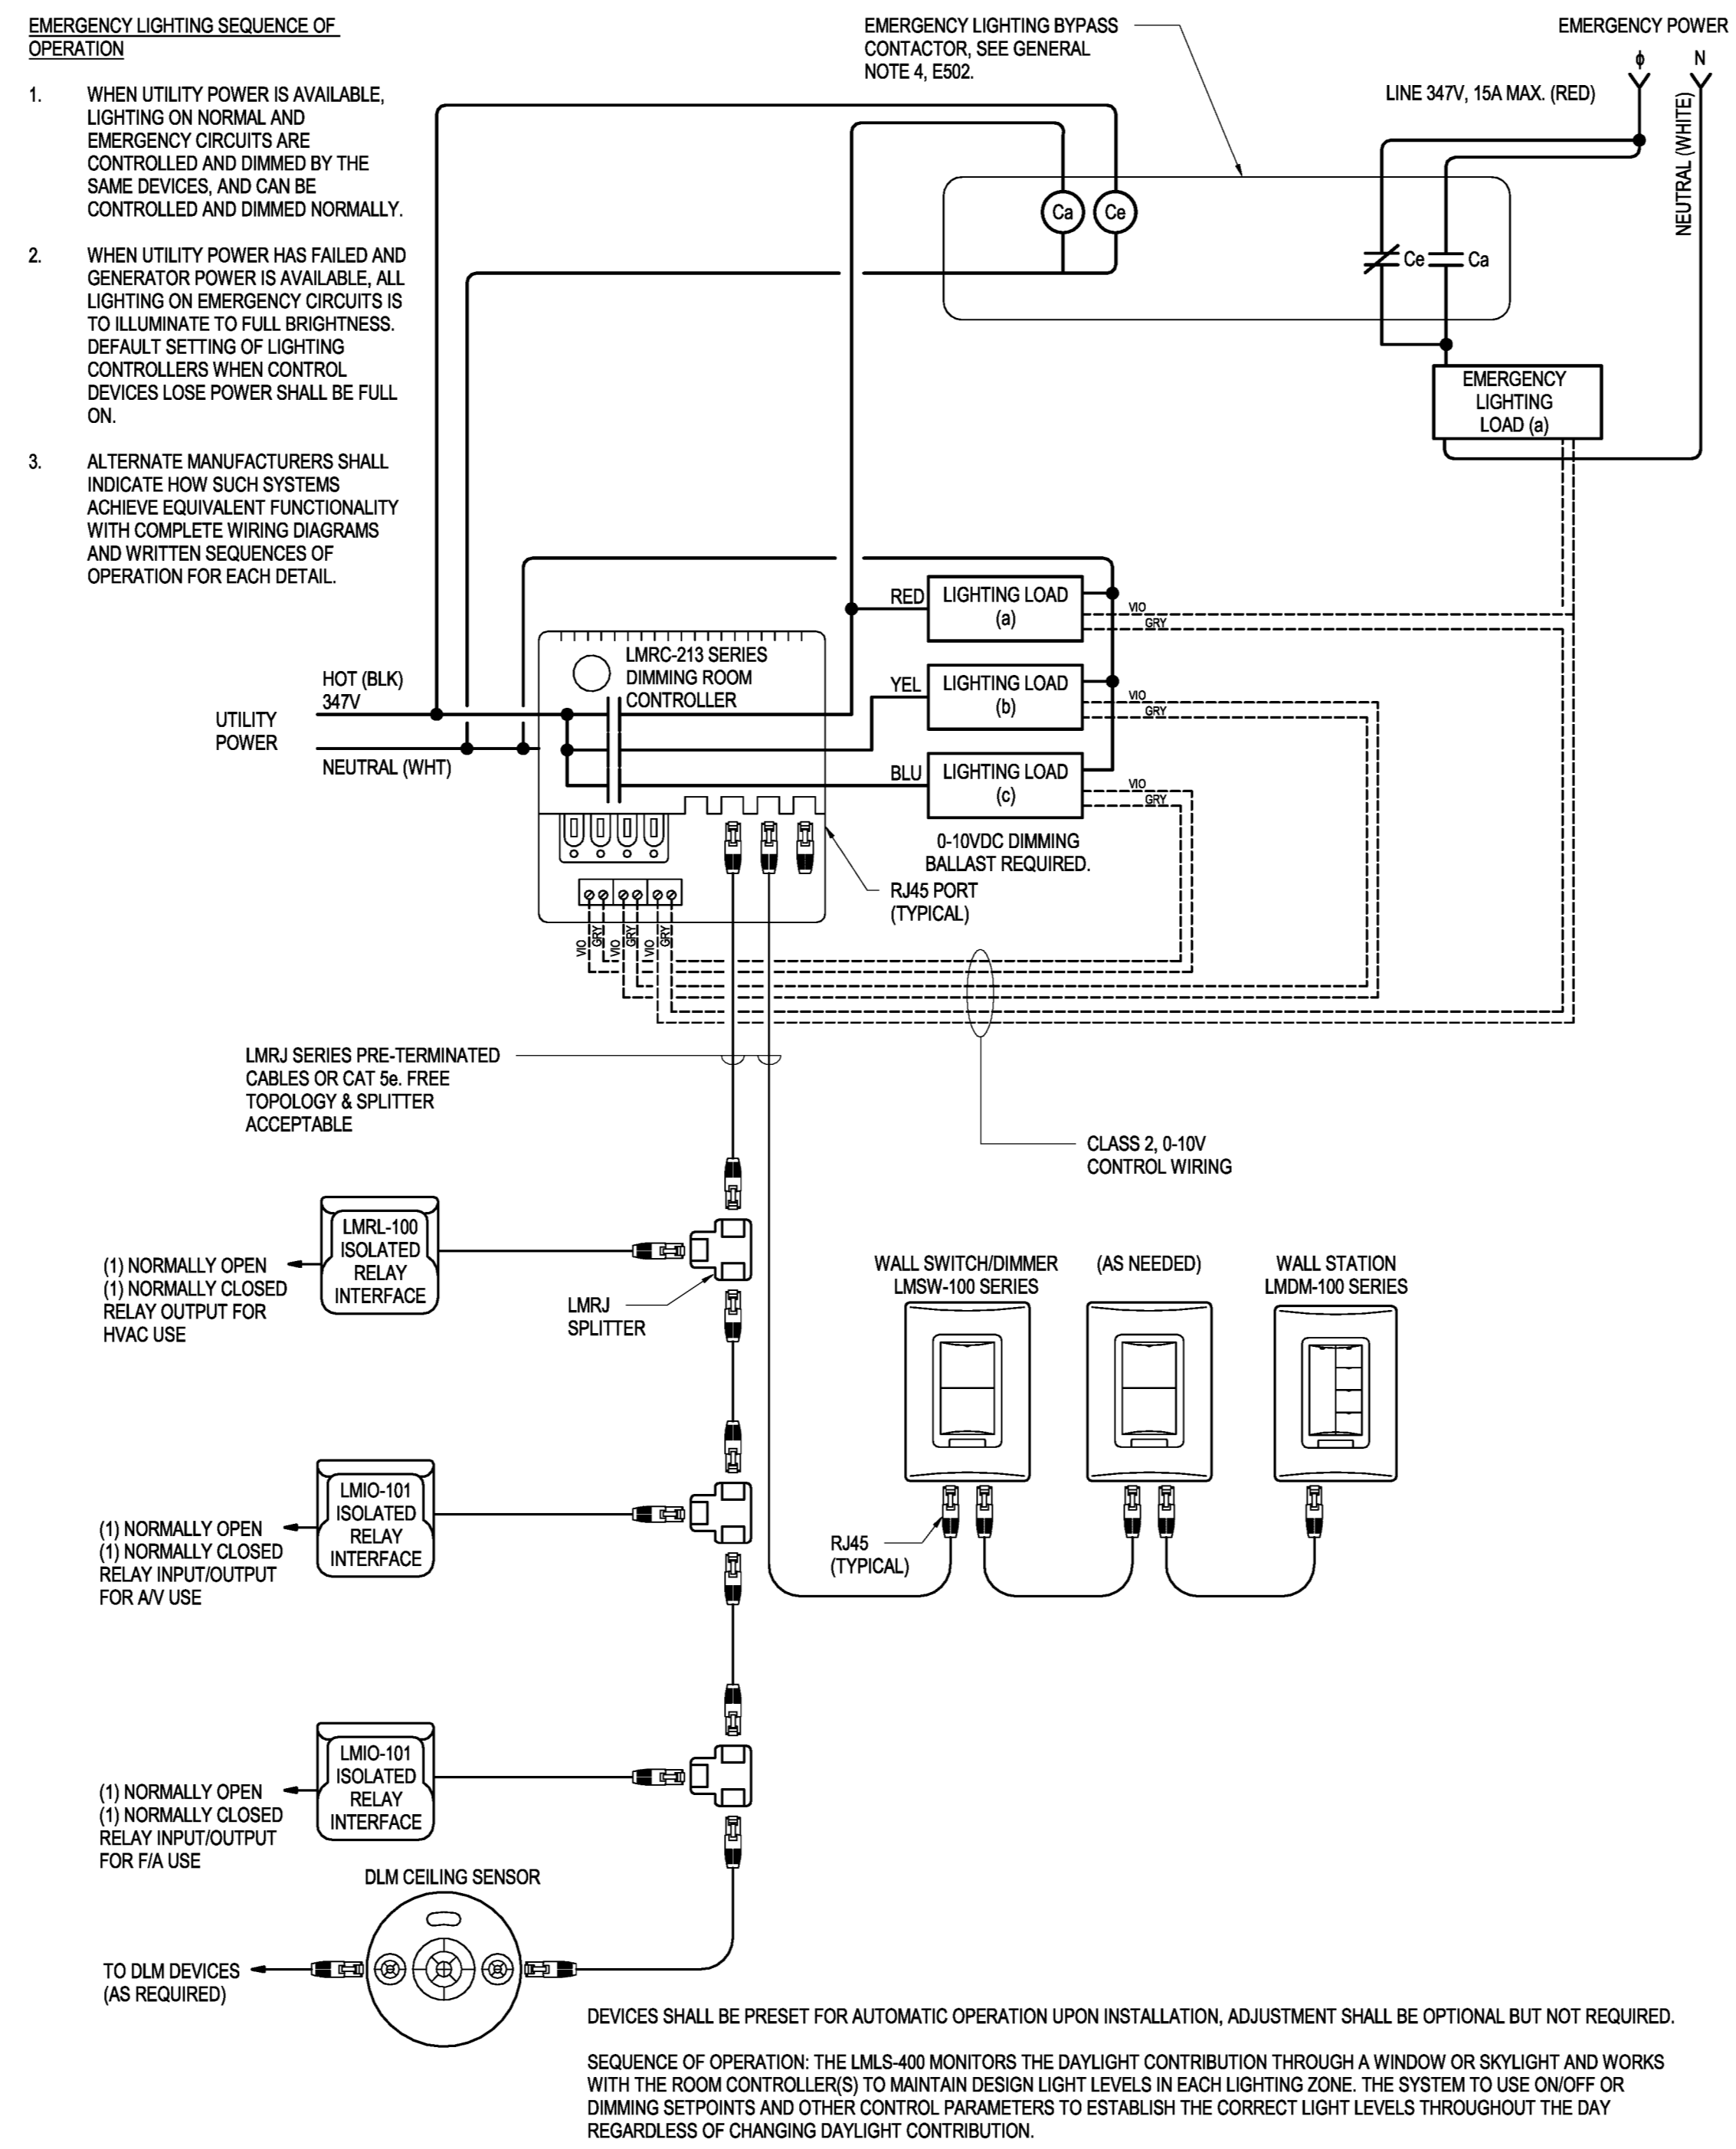 EMERGENCY LIGHTING SEQUENCE OF
OPERATION
1. WHEN UTILITY POWER IS AVAILABLE,
LIGHTING ON NORMAL AND
EMERGENCY CIRCUITS ARE
CONTROLLED AND DIMMED BY THE
SAME DEVICES, AND CAN BE
CONTROLLED AND DIMMED NORMALLY.
2. WHEN UTILITY POWER HAS FAILED AND
GENERATOR POWER IS AVAILABLE, ALL
LIGHTING ON EMERGENCY CIRCUITS IS
TO ILLUMINATE TO FULL BRIGHTNESS.
DEFAULT SETTING OF LIGHTING
CONTROLLERS WHEN CONTROL
DEVICES LOSE POWER SHALL BE FULL
ON.
3. ALTERNATE MANUFACTURERS SHALL
INDICATE HOW SUCH SYSTEMS
ACHIEVE EQUIVALENT FUNCTIONALITY
WITH COMPLETE WIRING DIAGRAMS
AND WRITTEN SEQUENCES OF
OPERATION FOR EACH DETAIL.
EMERGENCY LIGHTING BYPASS
CONTACTOR, SEE GENERAL
NOTE 4, E502.
EMERGENCY POWER
ϕ N
LINE 347V, 15A MAX. (RED)
NEUTRAL (WHITE)
Ca Ce
Ce Ca
EMERGENCY
LIGHTING
LOAD (a)
LMRC-213 SERIES
DIMMING ROOM
CONTROLLER
HOT (BLK)
347V
UTILITY
POWER
NEUTRAL (WHT)
RED
LIGHTING LOAD
(a)
VIO
GRY
YEL
LIGHTING LOAD
(b)
VIO
GRY
BLU
LIGHTING LOAD
(c)
VIO
GRY
0-10VDC DIMMING
BALLAST REQUIRED.
RJ45 PORT
(TYPICAL)
VIO GRY VIO GRY VIO GRY
LMRJ SERIES PRE-TERMINATED
CABLES OR CAT 5e. FREE
TOPOLOGY & SPLITTER
ACCEPTABLE
CLASS 2, 0-10V
CONTROL WIRING
LMRL-100
ISOLATED
RELAY
INTERFACE
(1) NORMALLY OPEN
(1) NORMALLY CLOSED
RELAY OUTPUT FOR
HVAC USE
LMRJ
SPLITTER
WALL SWITCH/DIMMER
LMSW-100 SERIES
(AS NEEDED)
WALL STATION
LMDM-100 SERIES
RJ45
(TYPICAL)
LMIO-101
ISOLATED
RELAY
INTERFACE
(1) NORMALLY OPEN
(1) NORMALLY CLOSED
RELAY INPUT/OUTPUT
FOR A/V USE
LMIO-101
ISOLATED
RELAY
INTERFACE
(1) NORMALLY OPEN
(1) NORMALLY CLOSED
RELAY INPUT/OUTPUT
FOR F/A USE
DLM CEILING SENSOR
TO DLM DEVICES
(AS REQUIRED)
DEVICES SHALL BE PRESET FOR AUTOMATIC OPERATION UPON INSTALLATION, ADJUSTMENT SHALL BE OPTIONAL BUT NOT REQUIRED.
SEQUENCE OF OPERATION: THE LMLS-400 MONITORS THE DAYLIGHT CONTRIBUTION THROUGH A WINDOW OR SKYLIGHT AND WORKS
WITH THE ROOM CONTROLLER(S) TO MAINTAIN DESIGN LIGHT LEVELS IN EACH LIGHTING ZONE. THE SYSTEM TO USE ON/OFF OR
DIMMING SETPOINTS AND OTHER CONTROL PARAMETERS TO ESTABLISH THE CORRECT LIGHT LEVELS THROUGHOUT THE DAY
REGARDLESS OF CHANGING DAYLIGHT CONTRIBUTION.